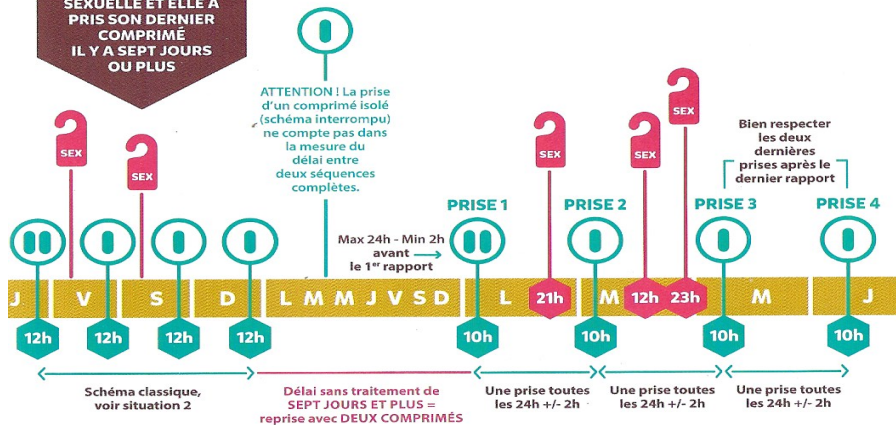 SEXUELLE ET ELLE A
PRIS SON DERNIER
COMPRIMÉ
IL Y A SEPT JOURS
OU PLUS
ATTENTION ! La prise
d'un comprimé isolé
(schéma interrompu)
ne compte pas dans
la mesure du
délai entre
deux séquences
complètes.
SEX
SEX
SEX
SEX
SEX
Bien respecter
les deux
dernières
prises après le
dernier rapport
PRISE 1
PRISE 2
PRISE 3
PRISE 4
Max 24h - Min 2h
avant
le 1er rapport
J V S D L M M J V S D L 21h M 12h 23h M J
12h 12h 12h 12h 10h 10h 10h 10h
Schéma classique,
voir situation 2
Délai sans traitement de
SEPT JOURS ET PLUS =
reprise avec DEUX COMPRIMÉS
Une prise toutes
les 24h +/- 2h
Une prise toutes
les 24h +/- 2h
Une prise toutes
les 24h +/- 2h